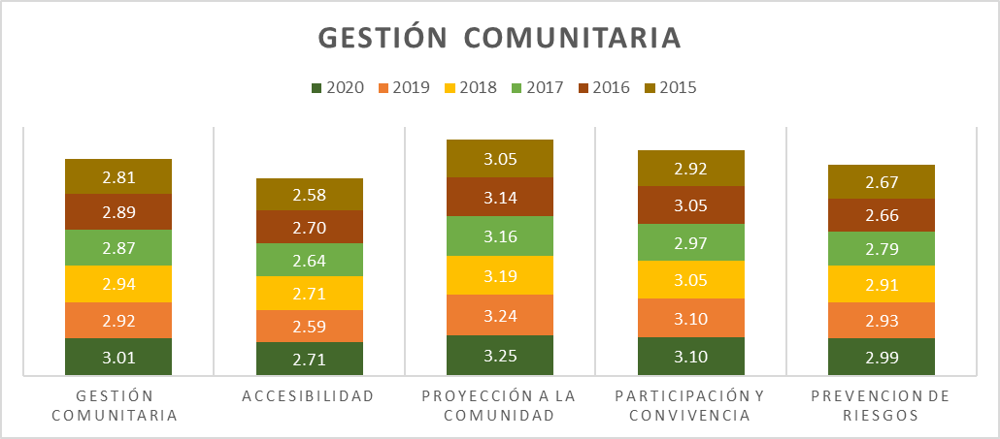 GESTIÓN COMUNITARIA
2020 2019 2018 2017 2016 2015
2.81 2.58 3.05 2.92 2.67
2.89 2.70 3.14 3.05 2.66
2.87 2.64 3.16 2.97 2.79
2.94 2.71 3.19 3.05 2.91
2.92 2.59 3.24 3.10 2.93
3.01 2.71 3.25 3.10 2.99
GESTIÓN ACCESIBILIDAD PROYECCIÓN A LA PARTICIPACIÓN Y PREVENCION DE
COMUNITARIA COMUNIDAD CONVIVENCIA RIESGOS